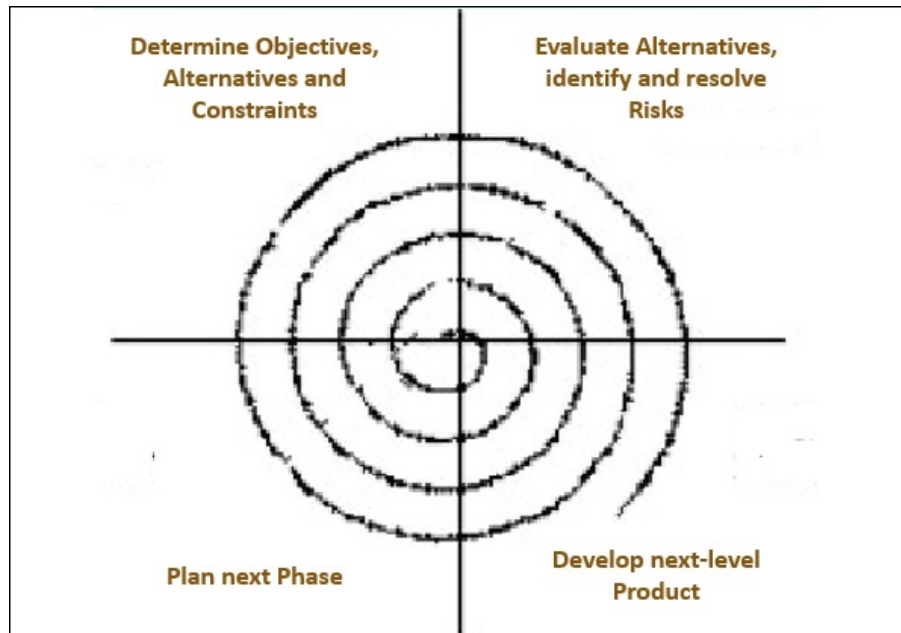 Determine Objectives,
Alternatives and
Constraints
Evaluate Alternatives,
identify and resolve
Risks
Plan next Phase
Develop next-level
Product